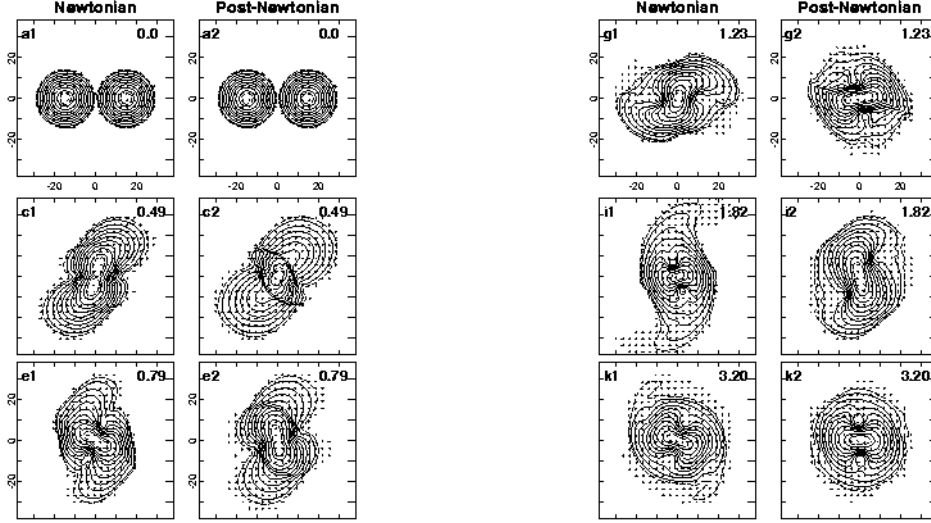 Newtonian Post-Newtonian Newtonian Post-Newtonian
a1 0.0 a2 0.0 g1 1.23 g2 1.23
20 20
0 0
-20 -20
-20 0 20 -20 0 20 -20 0 20 -20 0 20
c1 0.49 c2 0.49 i1 1.82 i2 1.82
e1 0.79 e2 0.79 k1 3.20 k2 3.20
20
0
-20